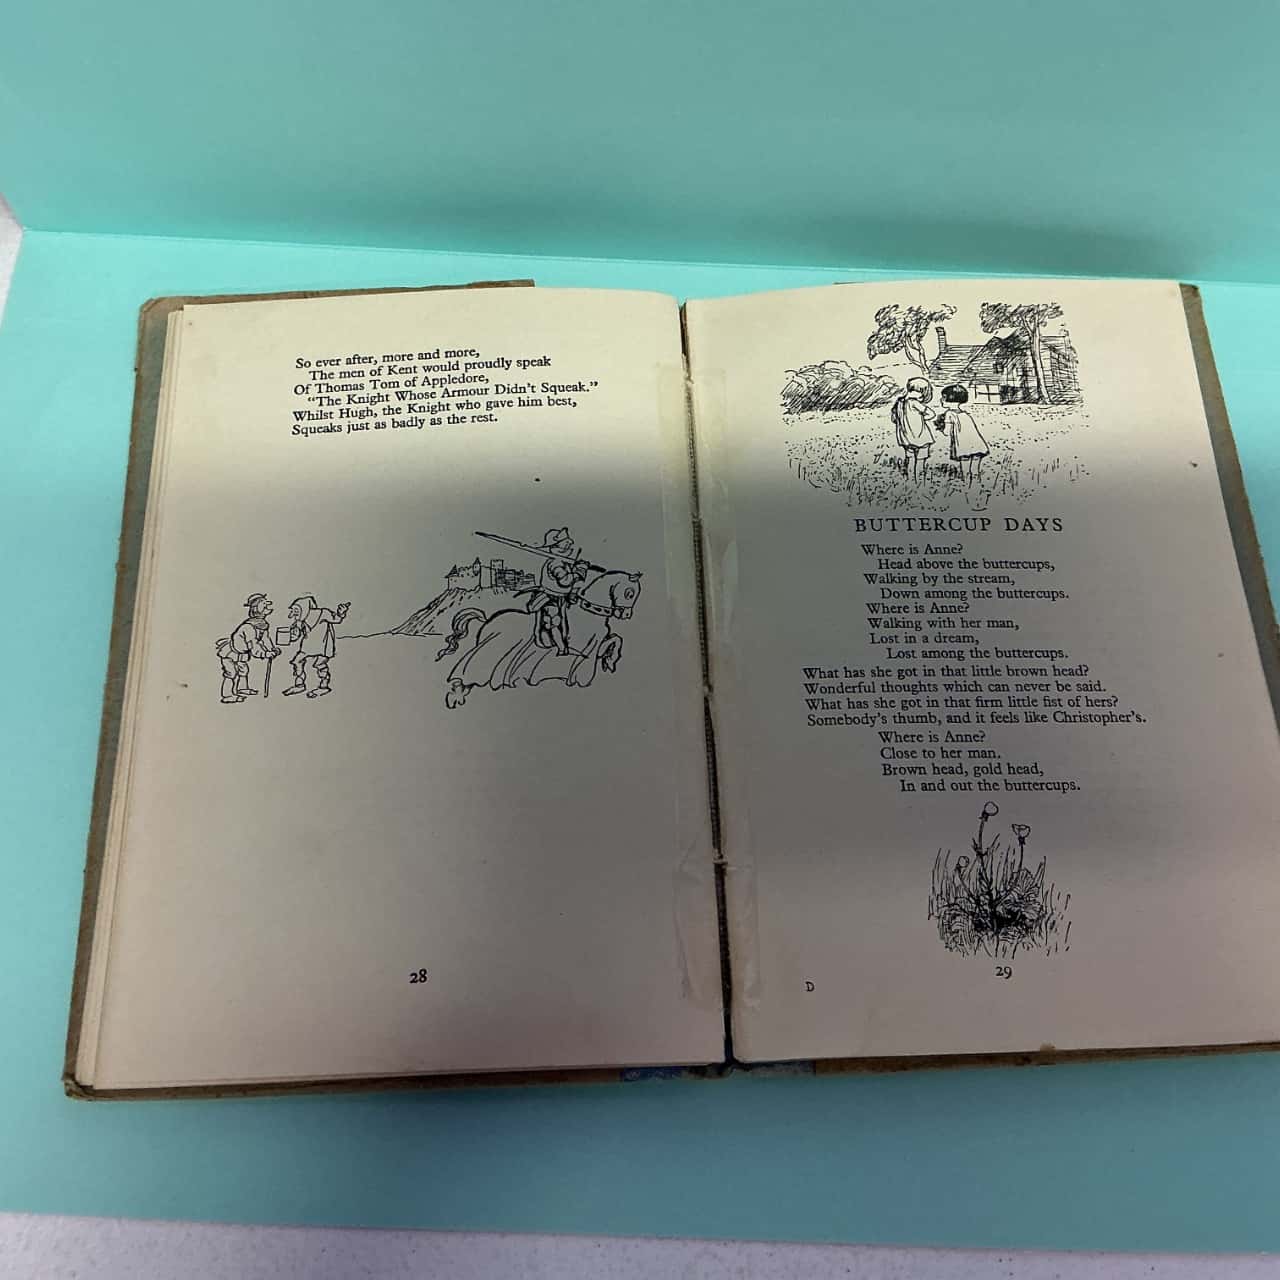 So ever after, more and more,
The men of Kent would proudly speak
Of Thomas Tom of Appledore,
“The Knight Whose Armour Didn’t Squeak.”
Whilst Hugh, the Knight who gave him best,
Squeaks just as badly as the rest.
28
BUTTERCUP DAYS
Where is Anne?
Head above the buttercups,
Walking by the stream,
Down among the buttercups.
Where is Anne?
Walking with her man,
Lost in a dream,
Lost among the buttercups.
What has she got in that little brown head?
Wonderful thoughts which can never be said.
What has she got in that firm little fist of hers?
Somebody’s thumb, and it feels like Christopher’s.
Where is Anne?
Close to her man.
Brown head, gold head,
In and out the buttercups.
29
D